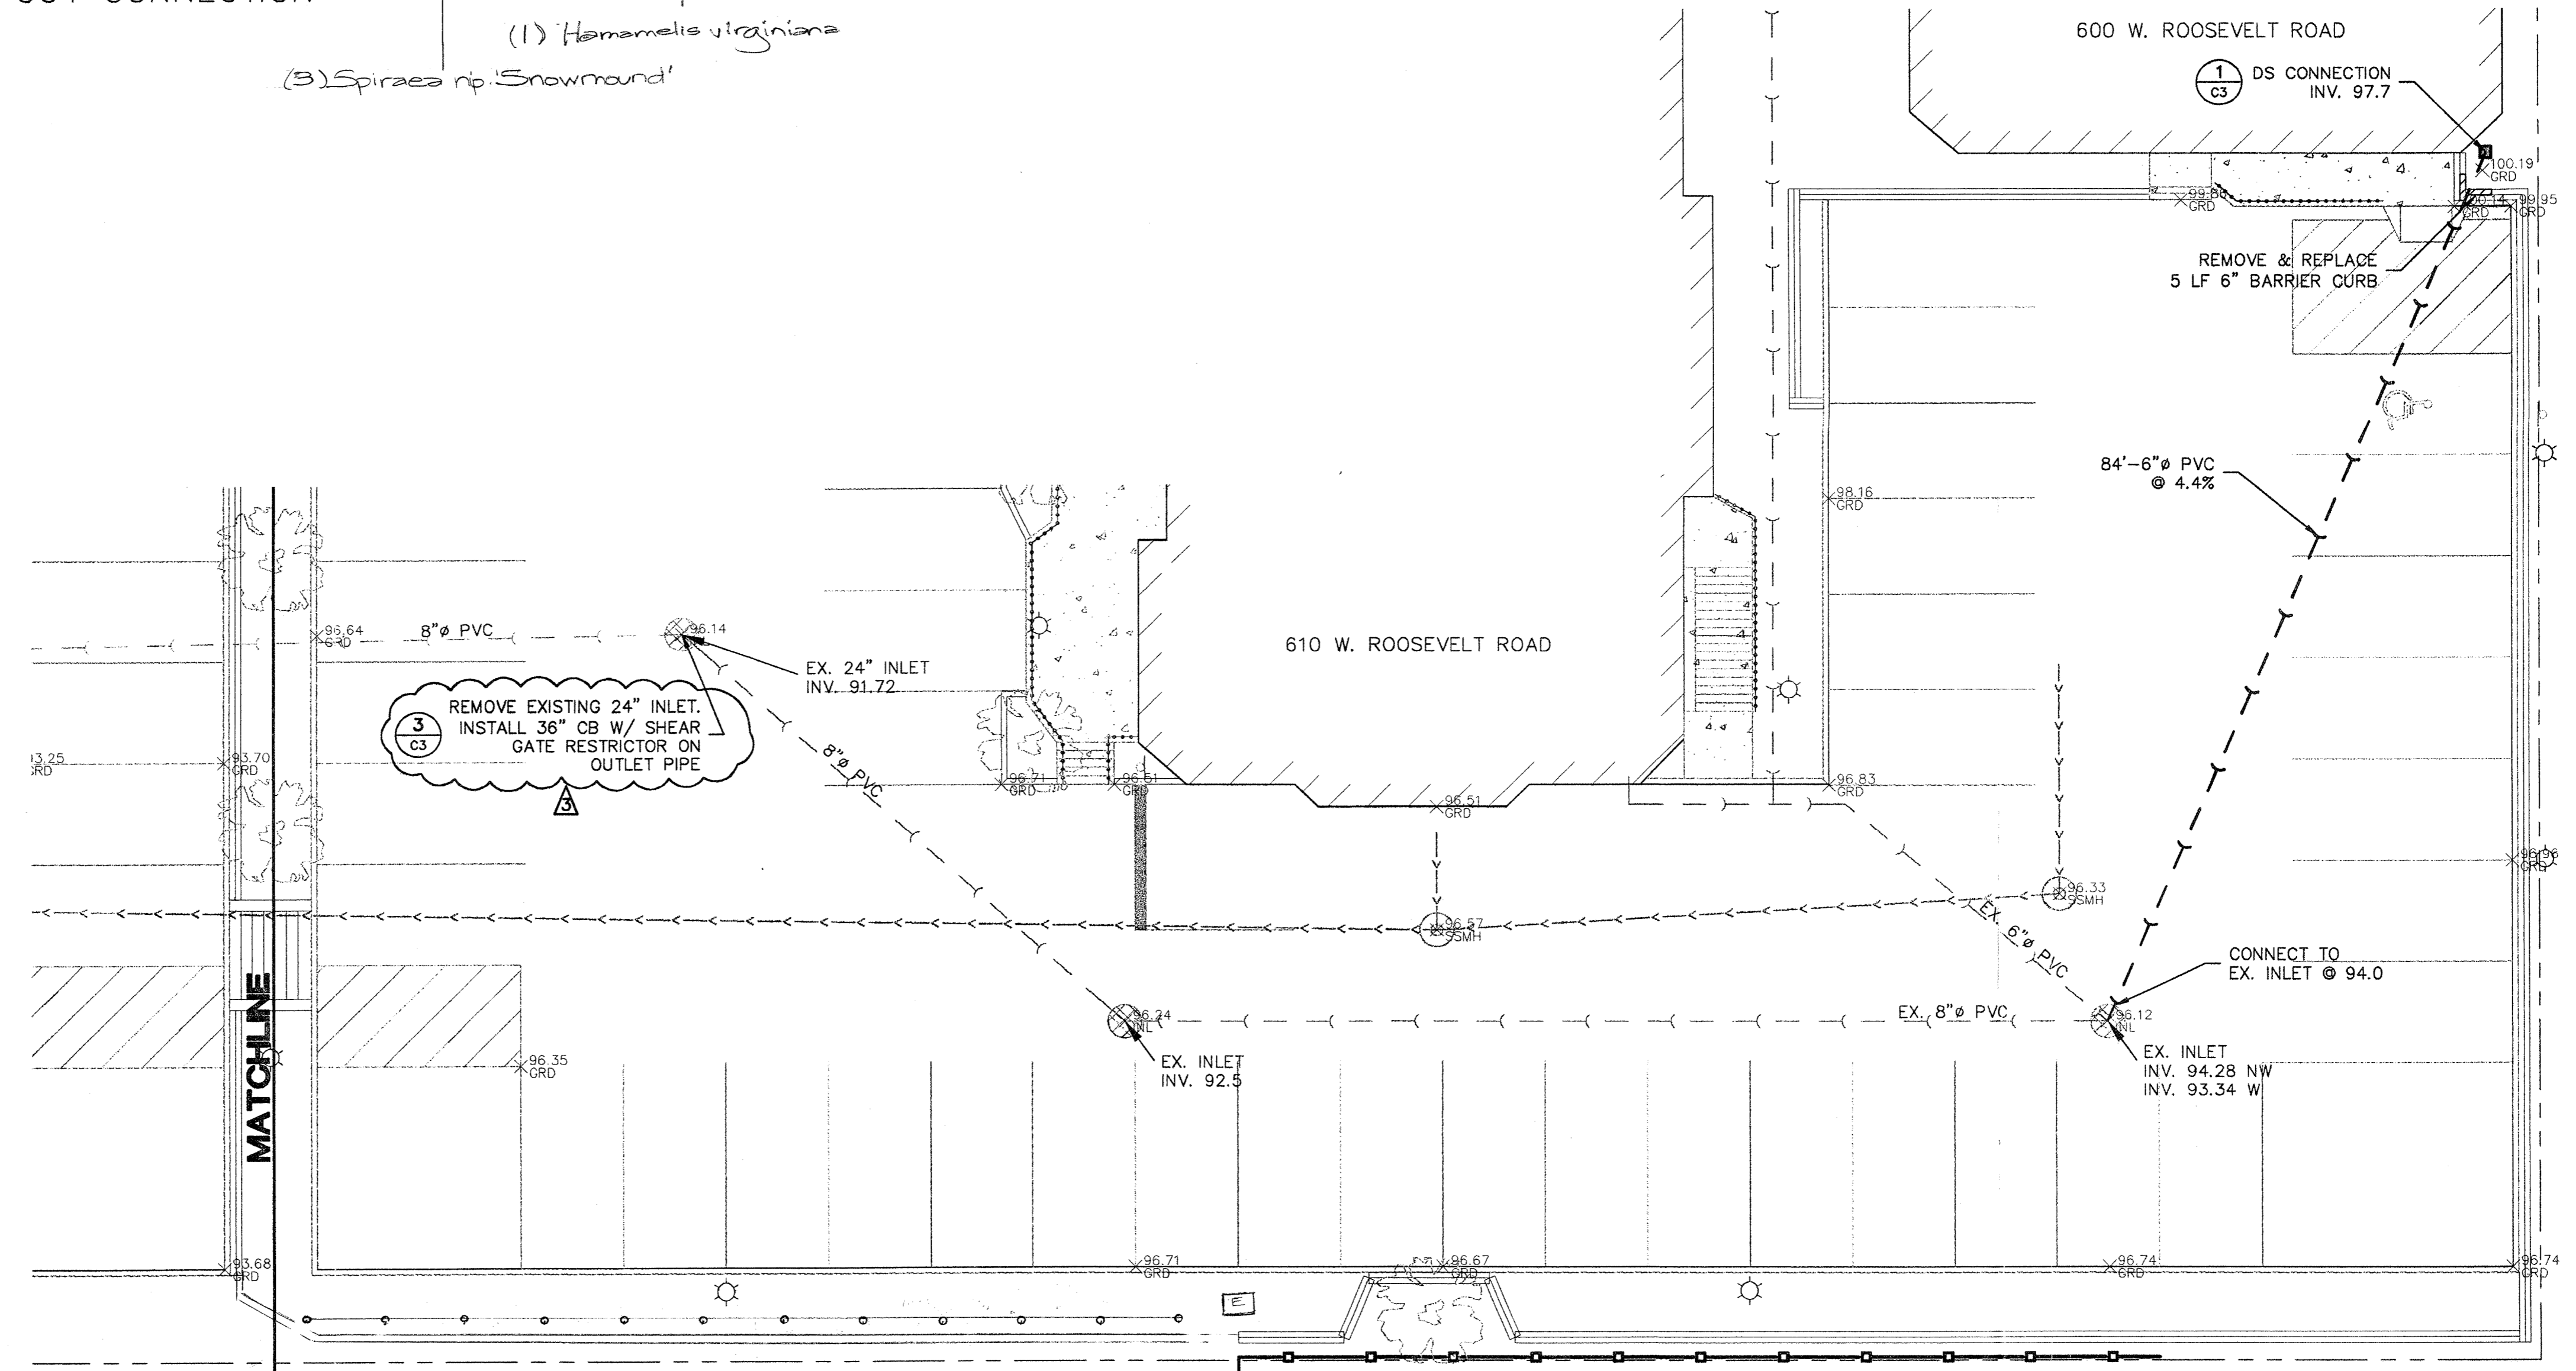 (1) Hamamelis virginiana
(3) Spiraea nip. 'Snowmound'
600 W. ROOSEVELT ROAD
1
C3
DS CONNECTION
INV. 97.7
100.19
GRD
99.86
GRD
GRD
99.95
GRD
REMOVE & REPLACE
5 LF 6" BARRIER CURB
84'-6"ø PVC
@ 4.4%
98.16
GRD
96.64
GRD
8"ø PVC
96.14
EX. 24" INLET
INV. 91.72
610 W. ROOSEVELT ROAD
3
C3
REMOVE EXISTING 24" INLET.
INSTALL 36" CB W/ SHEAR
GATE RESTRICTOR ON
OUTLET PIPE
3
8"ø PVC
93.70
GRD
96.71
GRD
96.51
GRD
96.51
GRD
96.83
GRD
96.96
GRD
96.33
SSMH
96.57
SSMH
EX. 6"ø PVC
CONNECT TO
EX. INLET @ 94.0
MATCHLINE
96.24
INL
EX. 8"ø PVC
96.12
INL
EX. INLET
INV. 92.5
EX. INLET
INV. 94.28 NW
INV. 93.34 W
96.35
GRD
93.68
GRD
96.71
GRD
96.67
GRD
96.74
GRD
96.74
GRD
E